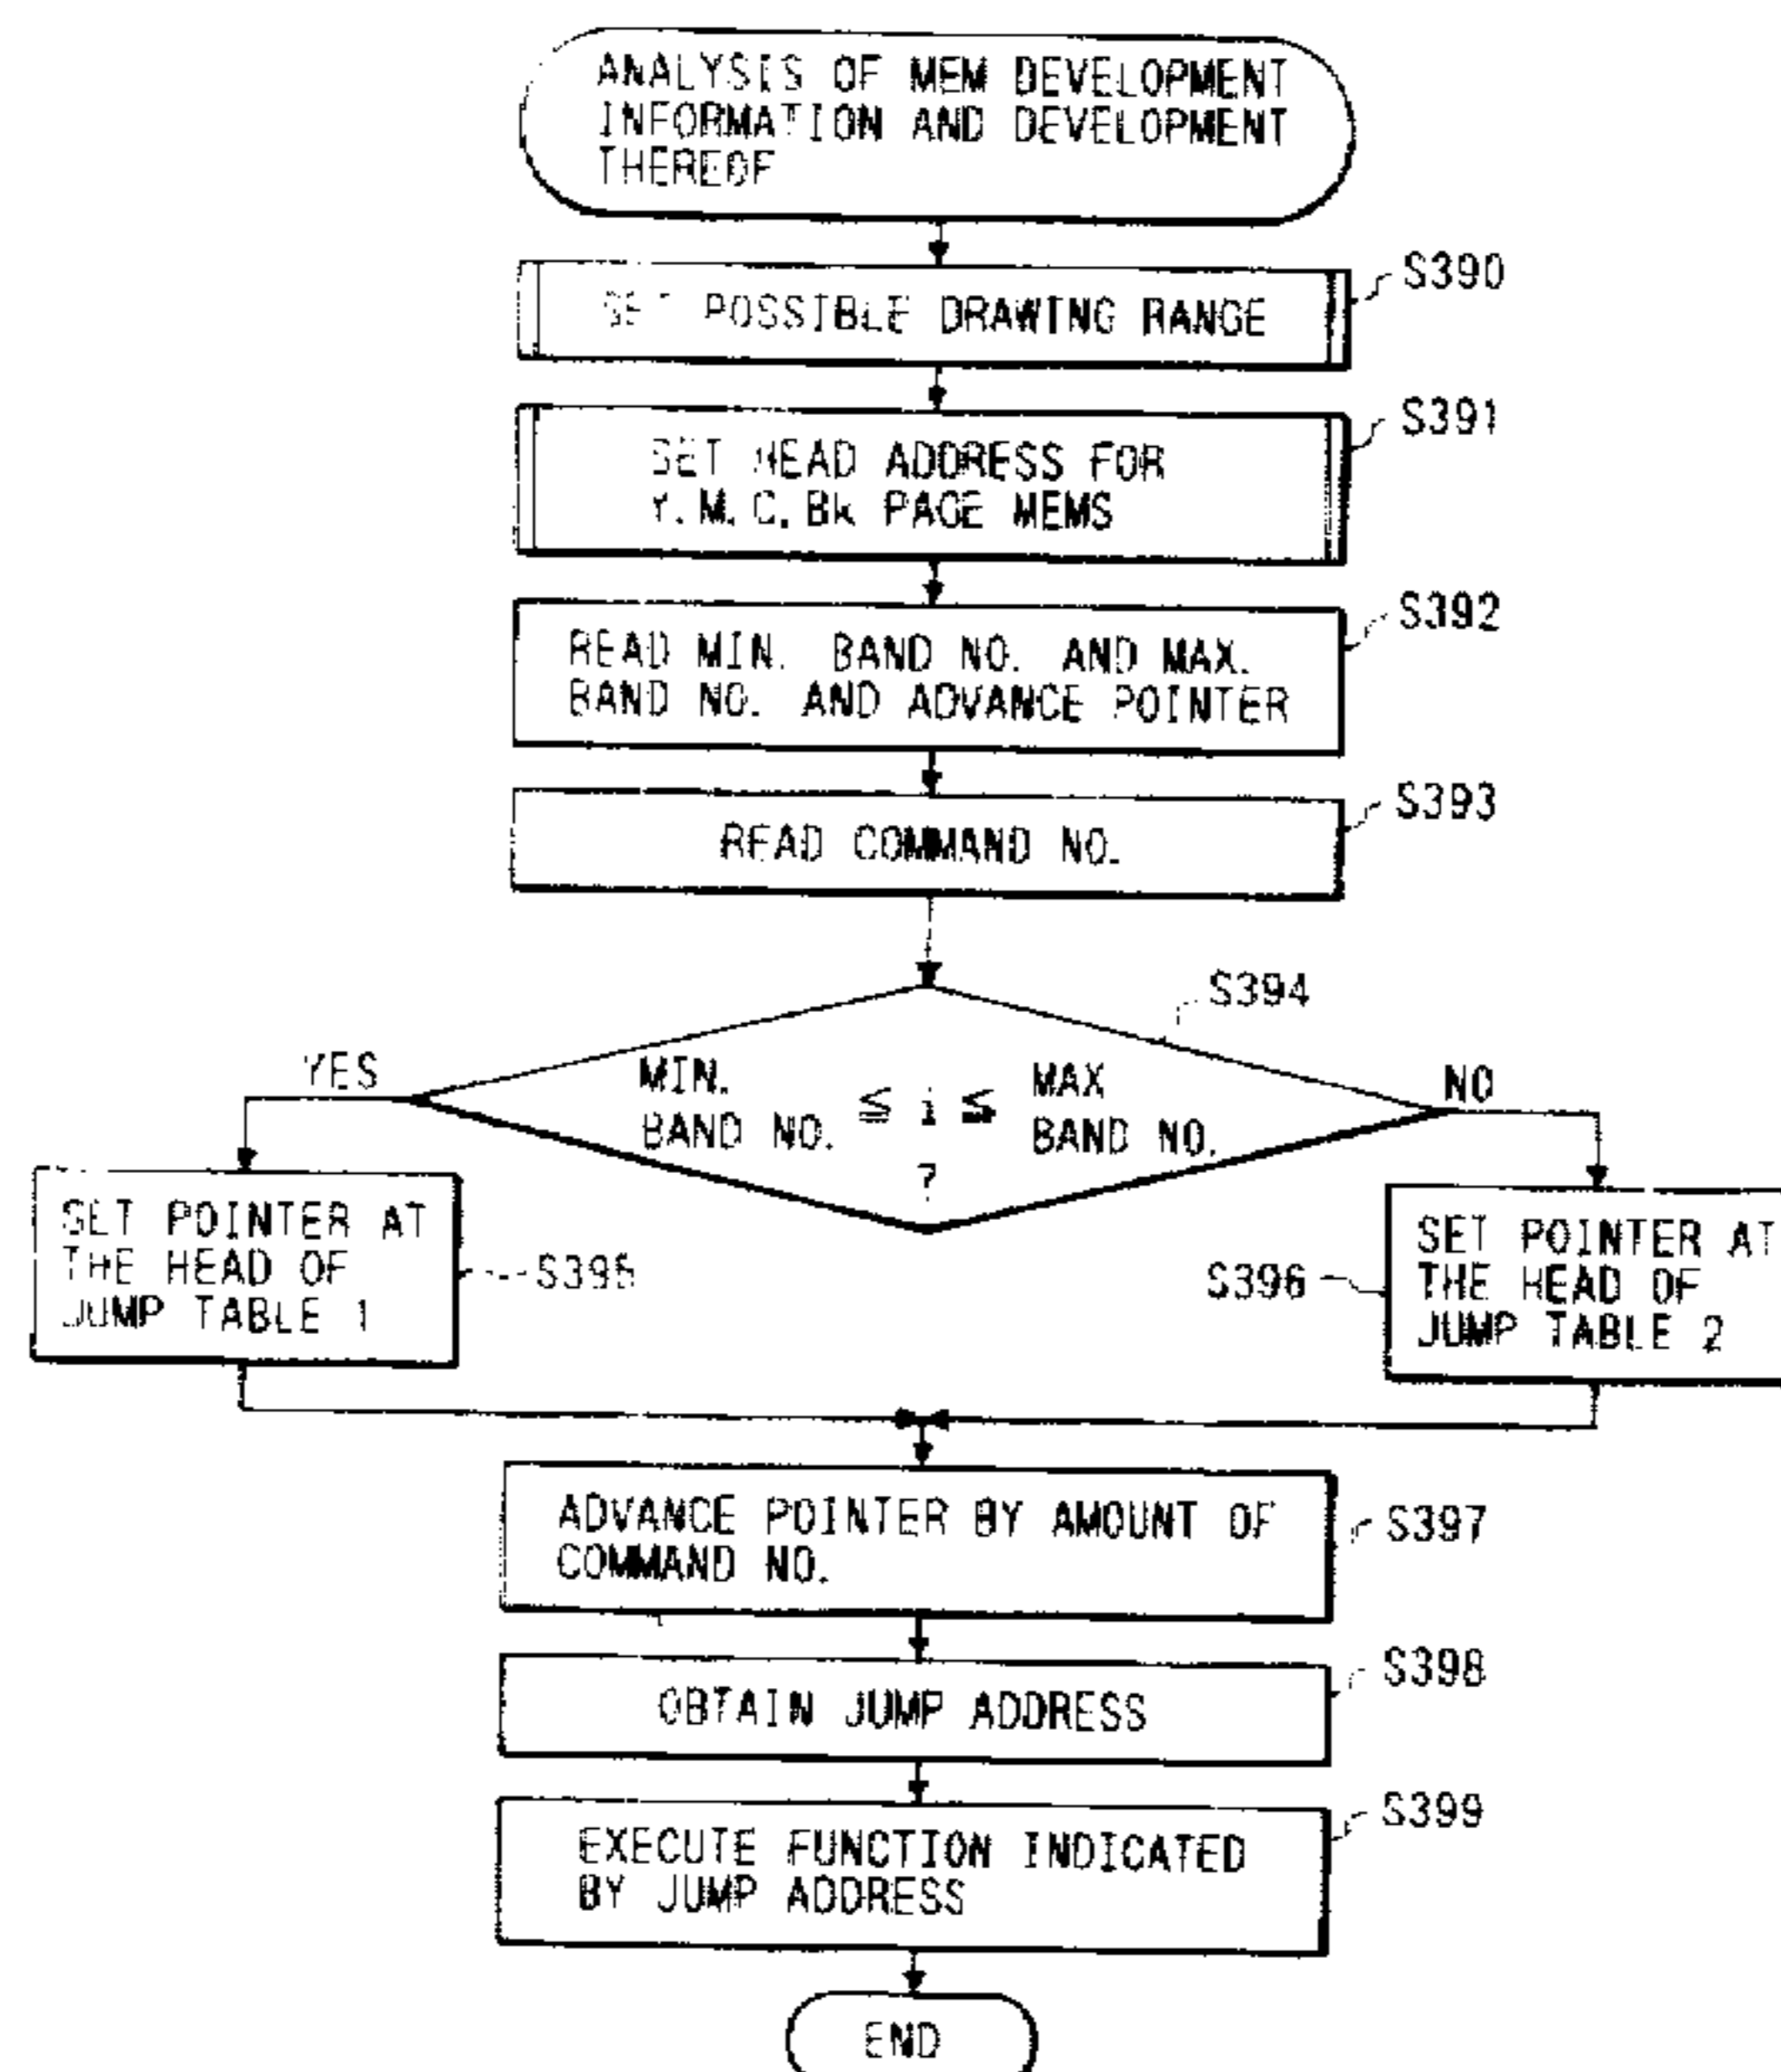 ANALYSIS OF MEM DEVELOPMENT
INFORMATION AND DEVELOPMENT
THEREOF
SET POSSIBLE DRAWING RANGE
S390
SET HEAD ADDRESS FOR
Y.M.C.Bk PAGE MEMS
S391
READ MIN. BAND NO. AND MAX.
BAND NO. AND ADVANCE POINTER
S392
READ COMMAND NO.
S393
S394
YES
MIN.
BAND NO.
≦ i ≦
MAX
BAND NO.
?
NO
SET POINTER AT
THE HEAD OF
JUMP TABLE 1
S395
S396
SET POINTER AT
THE HEAD OF
JUMP TABLE 2
ADVANCE POINTER BY AMOUNT OF
COMMAND NO.
S397
OBTAIN JUMP ADDRESS
S398
EXECUTE FUNCTION INDICATED
BY JUMP ADDRESS
S399
END